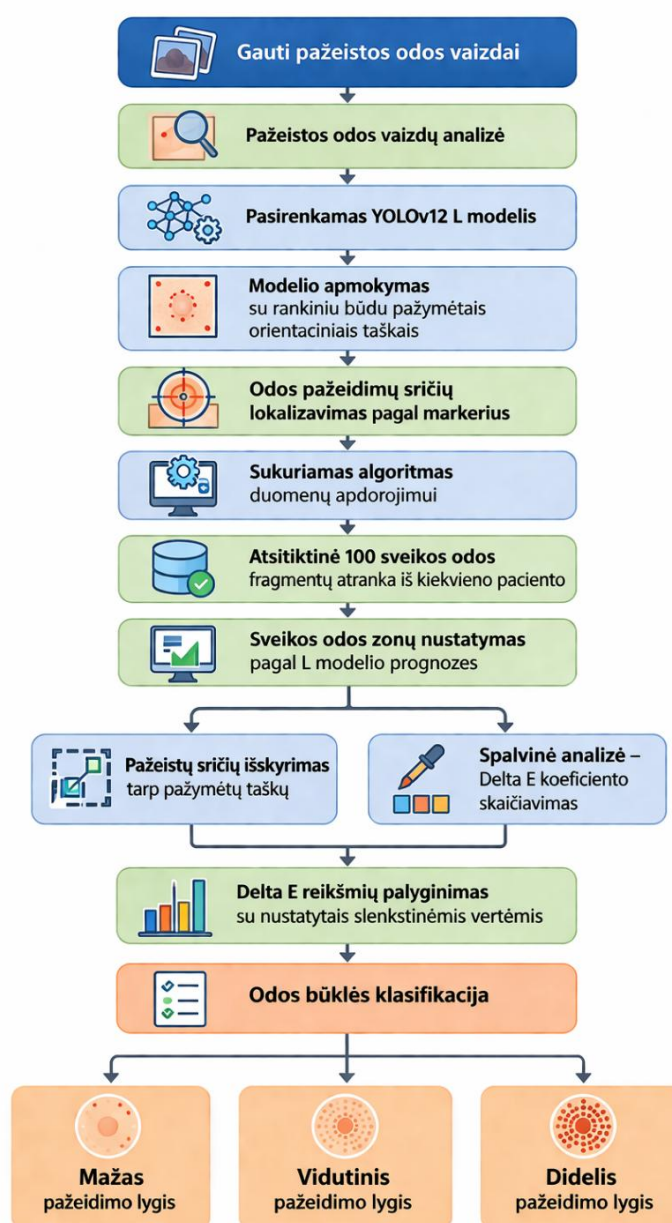 Gauti pažeistos odos vaizdai
Pažeistos odos vaizdų analizė
Pasirenkamas YOLOv12 L modelis
Modelio apmokymas
su rankiniu būdu pažymėtais
orientaciniais taškais
Odos pažeidimų sričių
lokalizavimas pagal markerius
Sukuriamas algoritmas
duomenų apdorojimui
Atsitiktinė 100 sveikos odos
fragmentų atranka iš kiekvieno paciento
Sveikos odos zonų nustatymas
pagal L modelio prognozes
Pažeistų sričių išskyrimas
tarp pažymėtų taškų
Spalvinė analizė –
Delta E koeficiento
skaičiavimas
Delta E reikšmių palyginimas
su nustatytais slenkstinėmis vertėmis
Odos būklės klasifikacija
Mažas
pažeidimo lygis
Vidutinis
pažeidimo lygis
Didelis
pažeidimo lygis